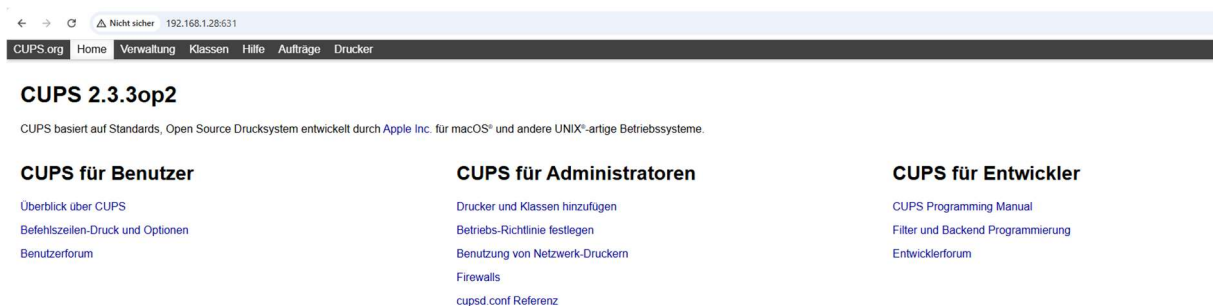 Nicht sicher 192.168.1.28:631
CUPS.org Home Verwaltung Klassen Hilfe Aufträge Drucker
CUPS 2.3.3op2
CUPS basiert auf Standards, Open Source Drucksystem entwickelt durch Apple Inc. für macOS® und andere UNIX®-artige Betriebssysteme.
CUPS für Benutzer
Überblick über CUPS
Befehlszeilen-Druck und Optionen
Benutzerforum
CUPS für Administratoren
Drucker und Klassen hinzufügen
Betriebs-Richtlinie festlegen
Benutzung von Netzwerk-Druckern
Firewalls
cupsd.conf Referenz
CUPS für Entwickler
CUPS Programming Manual
Filter und Backend Programmierung
Entwicklerforum